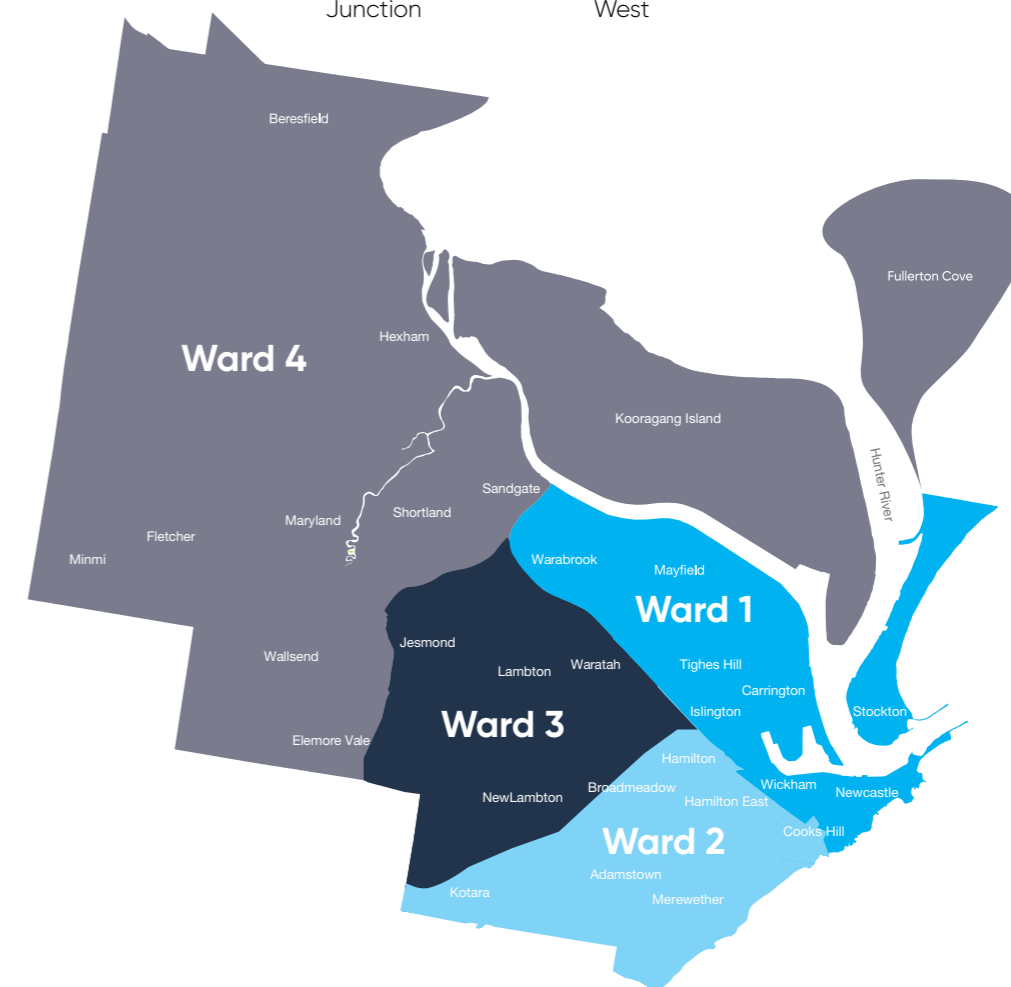 Junction
West
Beresfield
Fullerton Cove
Hexham
Ward 4
Kooragang Island
Hunter River
Sandgate
Shortland
Maryland
Fletcher
Minmi
Warabrook
Mayfield
Ward 1
Jesmond
Wallsend
Lambton
Waratah
Tighes Hill
Carrington
Islington
Stockton
Ward 3
Elemore Vale
Hamilton
Wickham
Newcastle
Broadmeadow
NewLambton
Hamilton East
Cooks Hill
Ward 2
Adamstown
Kotara
Merewether